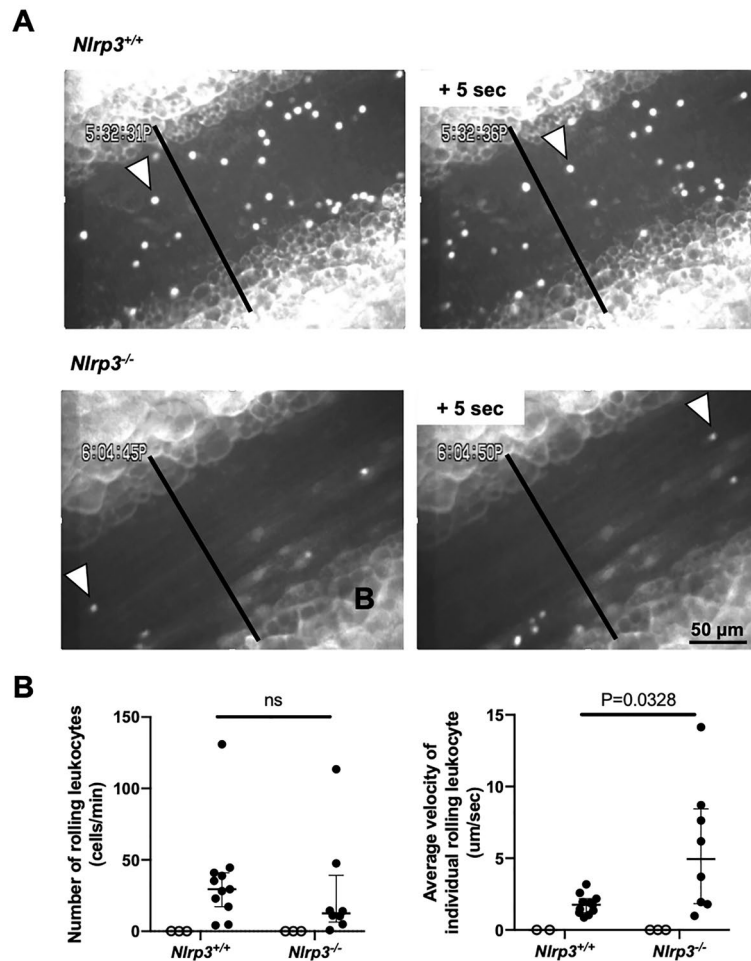 A
Nlrp3+/+
5:32:31P
+ 5 sec
5:32:36P
Nlrp3-/-
6:04:45P
B
+ 5 sec
6:04:50P
50 µm
B
ns
Number of rolling leukocytes
(cells/min)
150
100
50
0
Nlrp3+/+
Nlrp3-/-
P=0.0328
Average velocity of
individual rolling leukocyte
(um/sec)
15
10
5
0
Nlrp3+/+
Nlrp3-/-